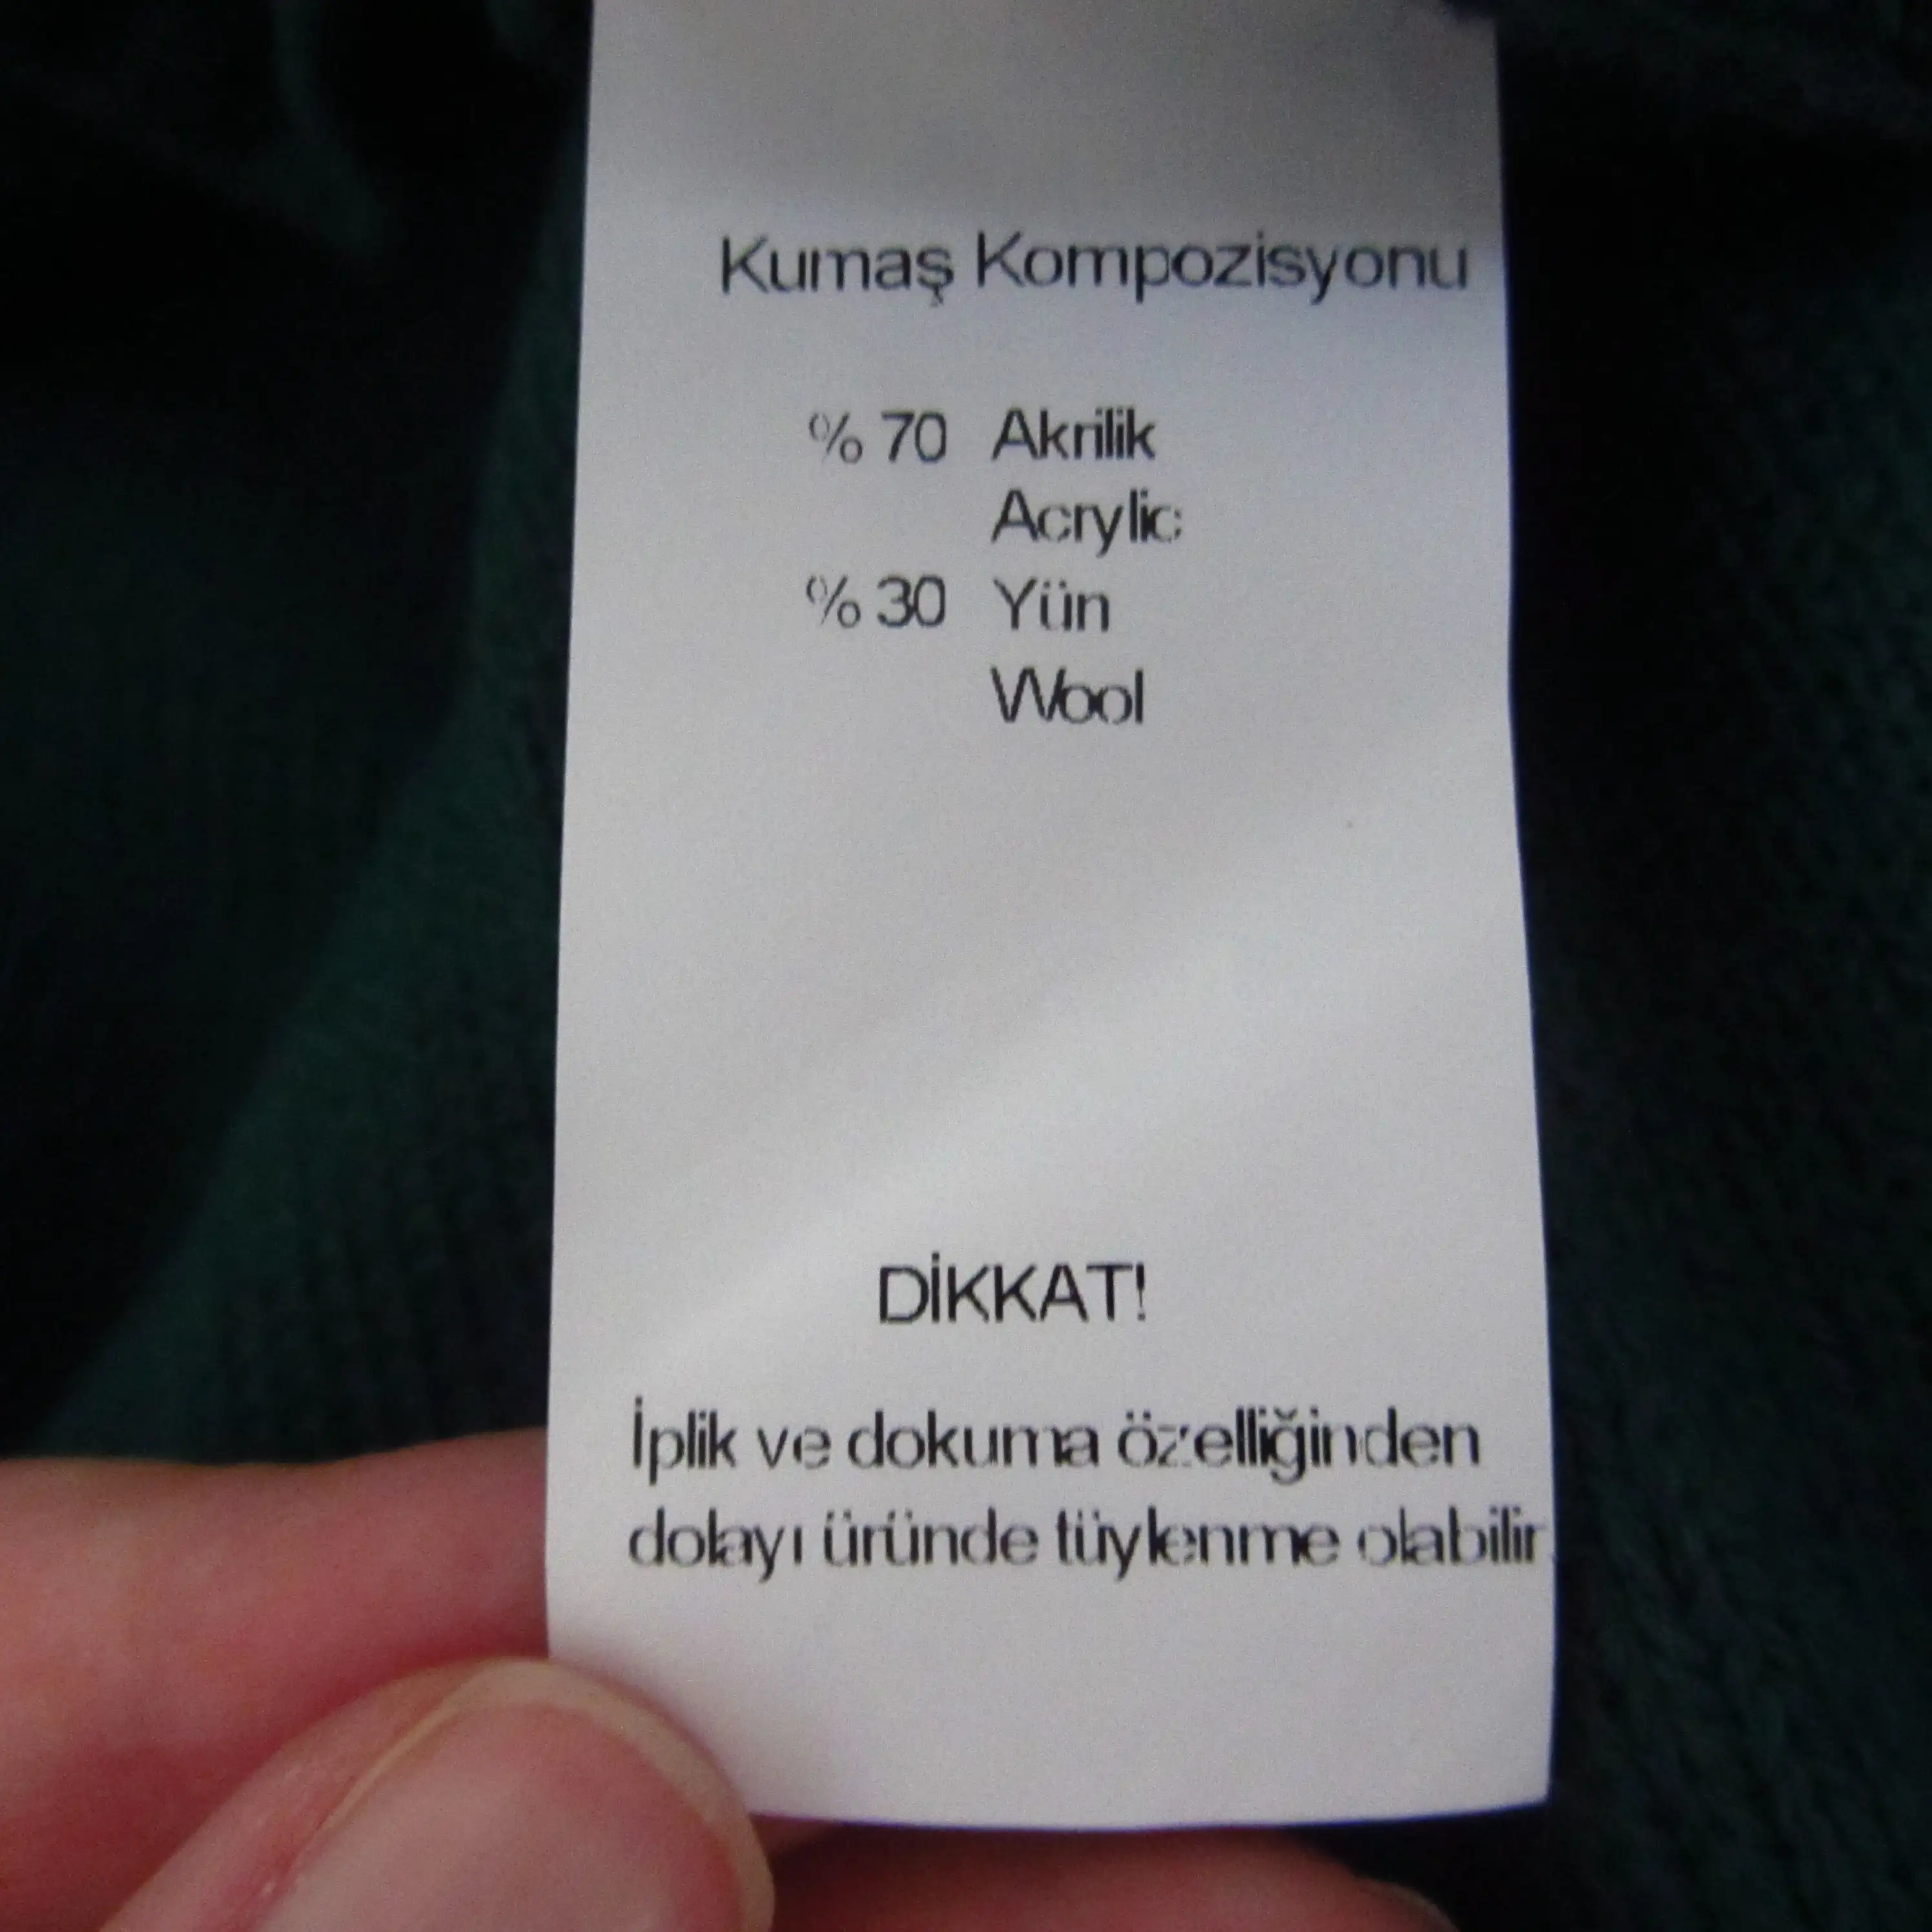 Kumaş Kompozisyonu
% 70 Akrilik
Acrylic
% 30 Yün
Wool
DİKKAT!
İplik ve dokuma özelliğinden
dolayı üründe tüylenme olabilir